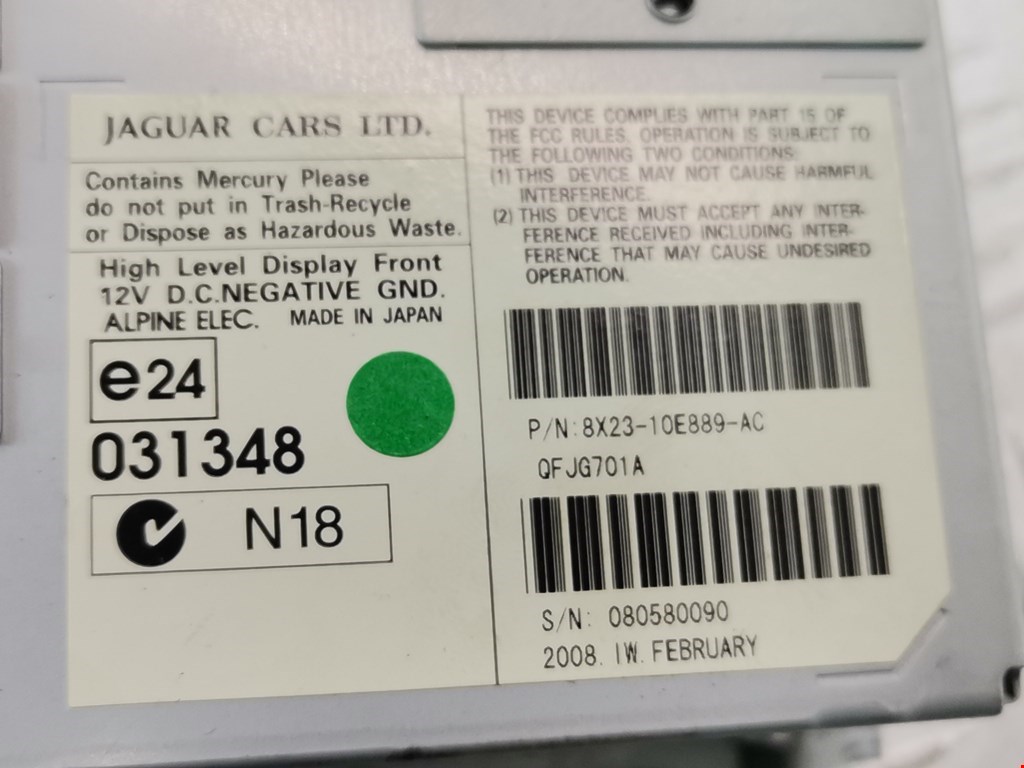 JAGUAR CARS LTD.
Contains Mercury Please
do not put in Trash-Recycle
or Dispose as Hazardous Waste.
High Level Display Front
12V D.C.NEGATIVE GND.
ALPINE ELEC. MADE IN JAPAN
e24
031348
N18
THIS DEVICE COMPLIES WITH PART 15 OF
THE FCC RULES. OPERATION IS SUBJECT TO
THE FOLLOWING TWO CONDITIONS:
(1) THIS DEVICE MAY NOT CAUSE HARMFUL
INTERFERENCE.
(2) THIS DEVICE MUST ACCEPT ANY INTER-
FERENCE RECEIVED INCLUDING INTER-
FERENCE THAT MAY CAUSE UNDESIRED
OPERATION.
P/N:8X23-10E889-AC
QFJG701A
S/N: 080580090
2008. IW. FEBRUARY